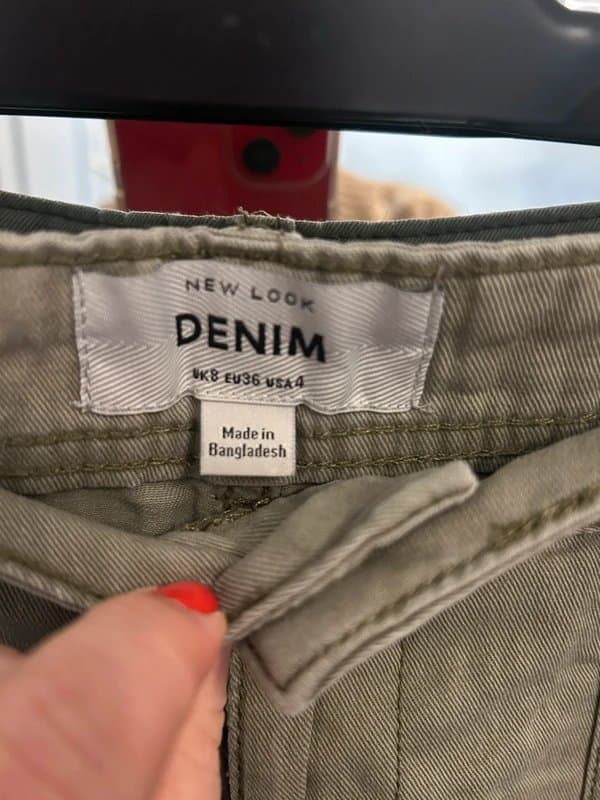 NEW LOOK
DENIM
UK8 EU36 USA4
Made in
Bangladesh